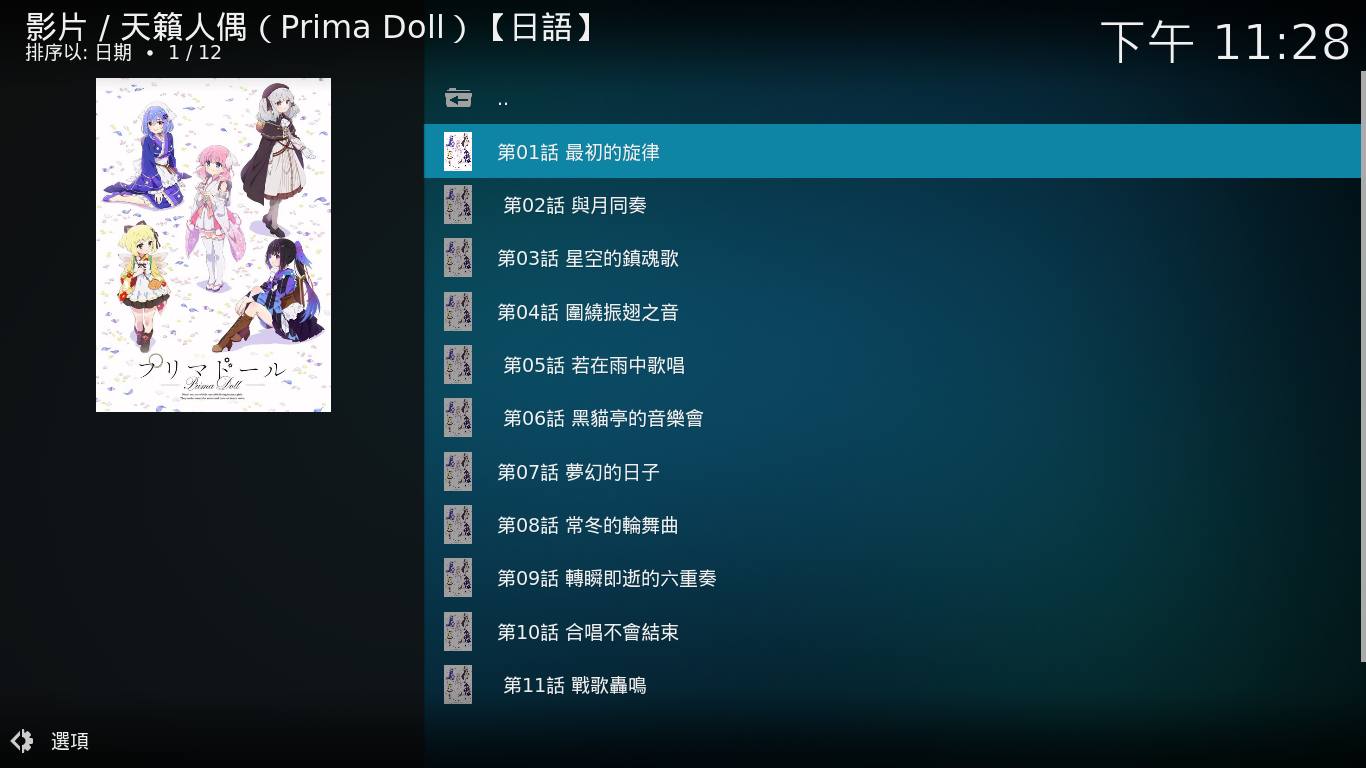 影片 / 天籟人偶（Prima Doll）【日語】
排序以: 日期 • 1 / 12
下午 11:28
プリマドール
Prima Doll
..
第01話 最初的旋律
第02話 與月同奏
第03話 星空的鎮魂歌
第04話 圍繞振翅之音
第05話 若在雨中歌唱
第06話 黑貓亭的音樂會
第07話 夢幻的日子
第08話 常冬的輪舞曲
第09話 轉瞬即逝的六重奏
第10話 合唱不會結束
第11話 戰歌轟鳴
選項